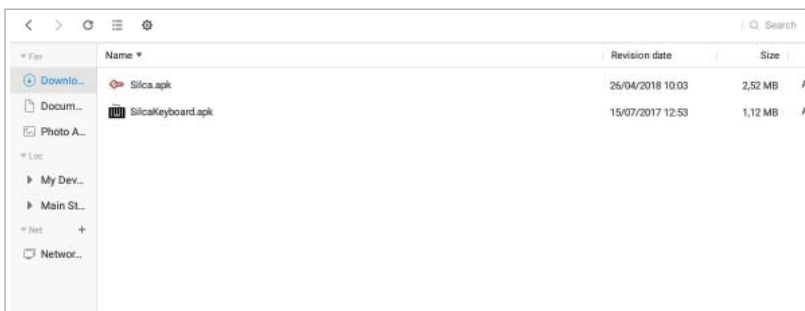 Search
Fav
Name
Revision date
Size
Downlo...
Silca.apk
26/04/2018 10:03
2,52 MB
Docum...
SilcaKeyboard.apk
15/07/2017 12:53
1,12 MB
Photo A...
Loc
My Dev...
Main St...
Net +
Networ...